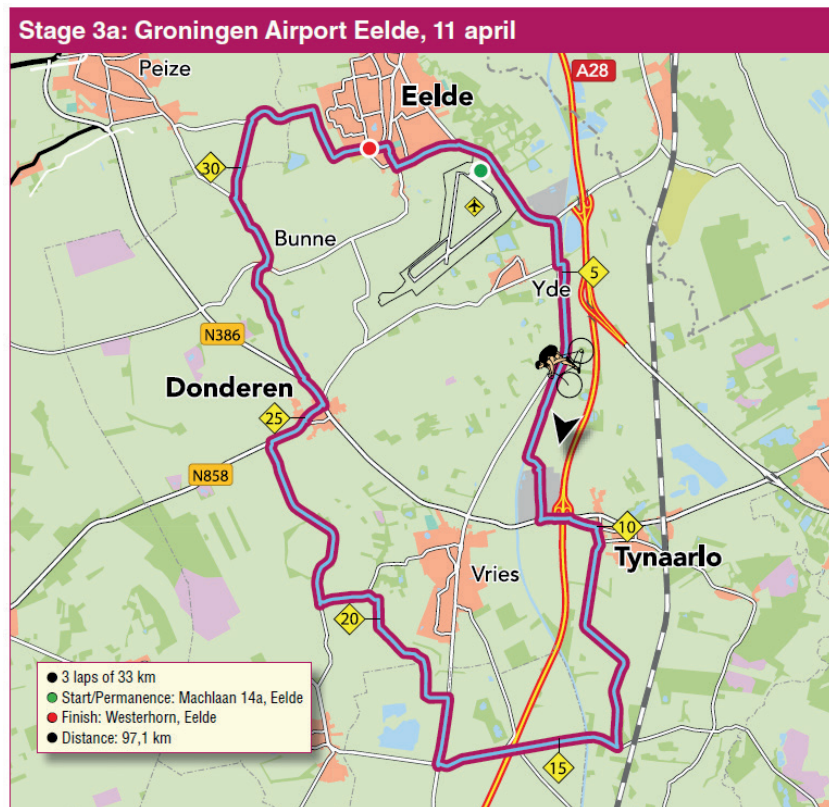 Stage 3a: Groningen Airport Eelde, 11 april
Peize
Eelde
A28
30
Bunne
Yde
5
N386
Donderen
25
N858
10
Tynaarlo
Vries
20
15
3 laps of 33 km
Start/Permanence: Machlaan 14a, Eelde
Finish: Westerhorn, Eelde
Distance: 97,1 km